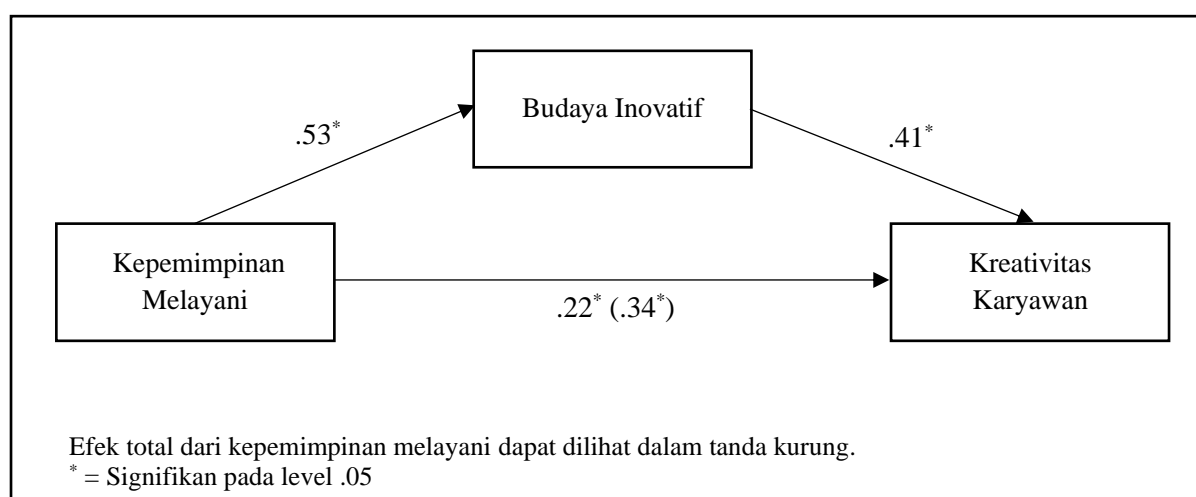 Budaya Inovatif
.53*
.41*
Kepemimpinan
Melayani
Kreativitas
Karyawan
.22* (.34*)
Efek total dari kepemimpinan melayani dapat dilihat dalam tanda kurung.
* = Signifikan pada level .05